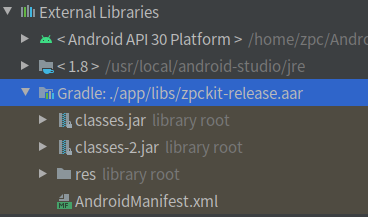 External Libraries
< Android API 30 Platform > /home/zpc/Andro
< 1.8 > /usr/local/android-studio/jre
Gradle: ./app/libs/zpckit-release.aar
classes.jar library root
classes-2.jar library root
res library root
MF AndroidManifest.xml